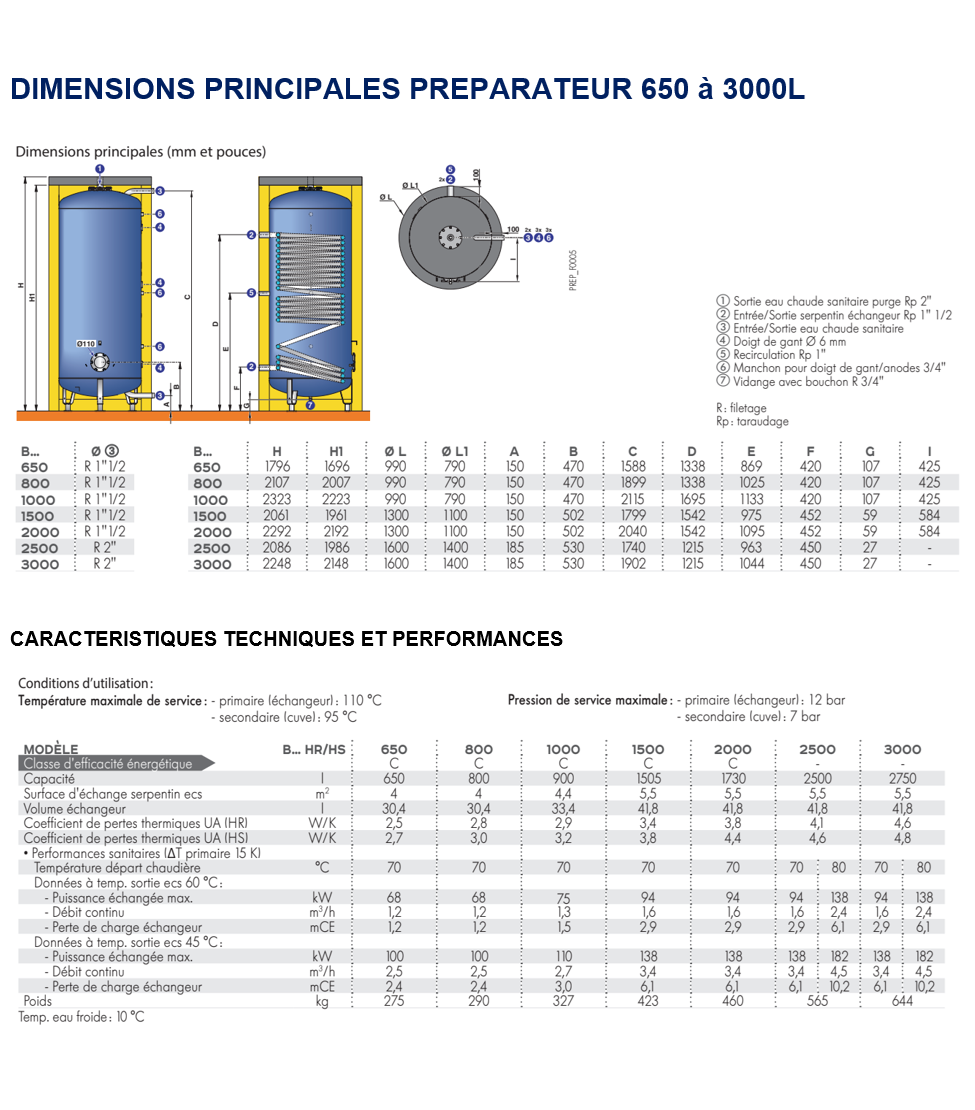 DIMENSIONS PRINCIPALES PREPARATEUR 650 à 3000L
Dimensions principales (mm et pouces)
1
3
6
4
4
6
6
4
3
Ø110
H
H1
C
B
A
2
5
2
7
D
E
F
G
5
2x 2
100
Ø L1
Ø L
100
2x 3x 3x
3 4 6
I
PREP_F0005
① Sortie eau chaude sanitaire purge Rp 2"
② Entrée/Sortie serpentin échangeur Rp 1" 1/2
③ Entrée/Sortie eau chaude sanitaire
④ Doigt de gant Ø 6 mm
⑤ Recirculation Rp 1"
⑥ Manchon pour doigt de gant/anodes 3/4"
⑦ Vidange avec bouchon R 3/4"
R : filetage
Rp : taraudage
B... Ø ③
650 R 1"1/2
800 R 1"1/2
1000 R 1"1/2
1500 R 1"1/2
2000 R 1"1/2
2500 R 2"
3000 R 2"
B... H H1 Ø L Ø L1 A B C D E F G I
650 1796 1696 990 790 150 470 1588 1338 869 420 107 425
800 2107 2007 990 790 150 470 1899 1338 1025 420 107 425
1000 2323 2223 990 790 150 470 2115 1695 1133 420 107 425
1500 2061 1961 1300 1100 150 502 1799 1542 975 452 59 584
2000 2292 2192 1300 1100 150 502 2040 1542 1095 452 59 584
2500 2086 1986 1600 1400 185 530 1740 1215 963 450 27 -
3000 2248 2148 1600 1400 185 530 1902 1215 1044 450 27 -
CARACTERISTIQUES TECHNIQUES ET PERFORMANCES
Conditions d'utilisation :
Température maximale de service : - primaire (échangeur) : 110 °C
- secondaire (cuve) : 95 °C
Pression de service maximale : - primaire (échangeur) : 12 bar
- secondaire (cuve) : 7 bar
MODÈLE B... HR/HS 650 800 1000 1500 2000 2500 3000
Classe d'efficacité énergétique C C C C C - -
Capacité l 650 800 900 1505 1730 2500 2750
Surface d'échange serpentin ecs m² 4 4 4,4 5,5 5,5 5,5 5,5
Volume échangeur l 30,4 30,4 33,4 41,8 41,8 41,8 41,8
Coefficient de pertes thermiques UA (HR) W/K 2,5 2,8 2,9 3,4 3,8 4,1 4,6
Coefficient de pertes thermiques UA (HS) W/K 2,7 3,0 3,2 3,8 4,4 4,6 4,8
• Performances sanitaires (ΔT primaire 15 K)
Température départ chaudière °C 70 70 70 70 70 70 80 70 80
Données à temp. sortie ecs 60 °C :
- Puissance échangée max. kW 68 68 75 94 94 94 138 94 138
- Débit continu m³/h 1,2 1,2 1,3 1,6 1,6 1,6 2,4 1,6 2,4
- Perte de charge échangeur mCE 1,2 1,2 1,5 2,9 2,9 2,9 6,1 2,9 6,1
Données à temp. sortie ecs 45 °C :
- Puissance échangée max. kW 100 100 110 138 138 138 182 138 182
- Débit continu m³/h 2,5 2,5 2,7 3,4 3,4 3,4 4,5 3,4 4,5
- Perte de charge échangeur mCE 2,4 2,4 3,0 6,1 6,1 6,1 10,2 6,1 10,2
Poids kg 275 290 327 423 460 565 644
Temp. eau froide : 10 °C